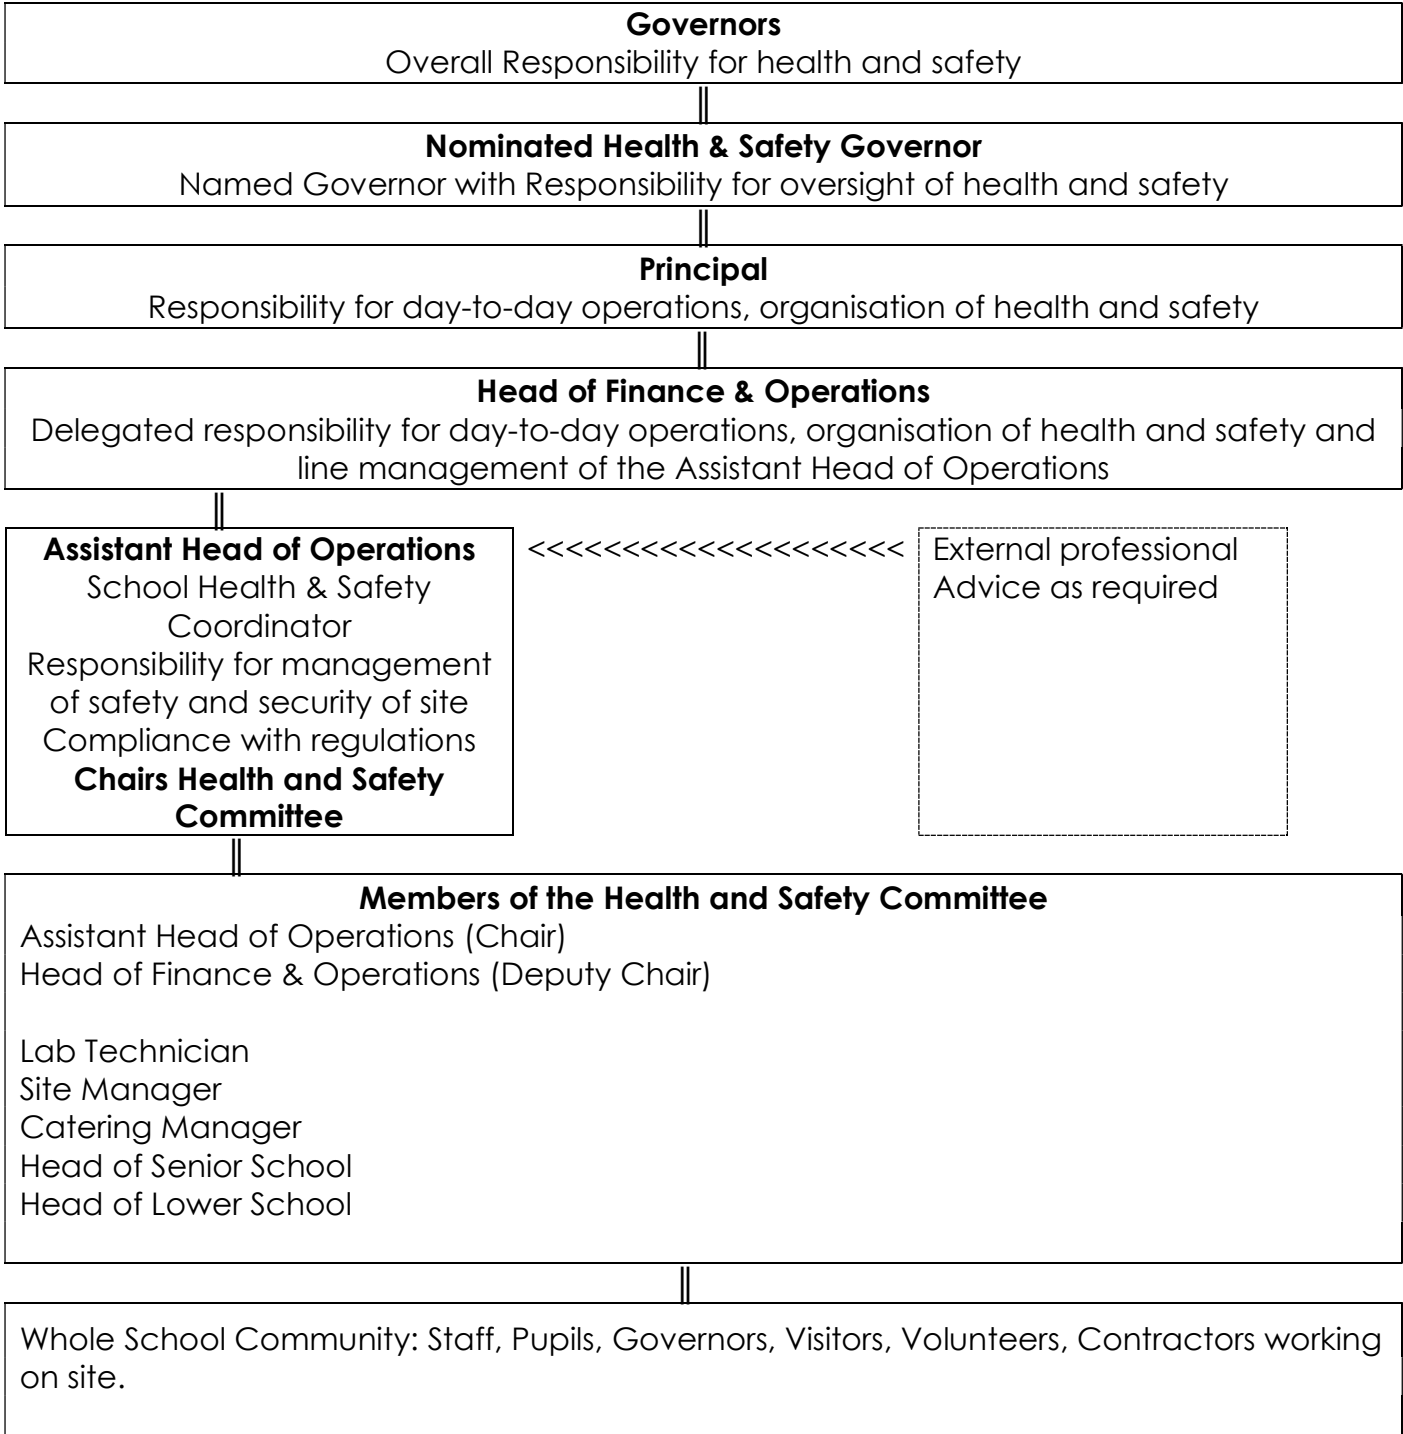 Governors
Overall Responsibility for health and safety
Nominated Health & Safety Governor
Named Governor with Responsibility for oversight of health and safety
Principal
Responsibility for day-to-day operations, organisation of health and safety
Head of Finance & Operations
Delegated responsibility for day-to-day operations, organisation of health and safety and
line management of the Assistant Head of Operations
Assistant Head of Operations
School Health & Safety
Coordinator
Responsibility for management
of safety and security of site
Compliance with regulations
Chairs Health and Safety
Committee
<<<<<<<<<<<<<<<<<<<<
External professional
Advice as required
Members of the Health and Safety Committee
Assistant Head of Operations (Chair)
Head of Finance & Operations (Deputy Chair)
Lab Technician
Site Manager
Catering Manager
Head of Senior School
Head of Lower School
Whole School Community: Staff, Pupils, Governors, Visitors, Volunteers, Contractors working
on site.